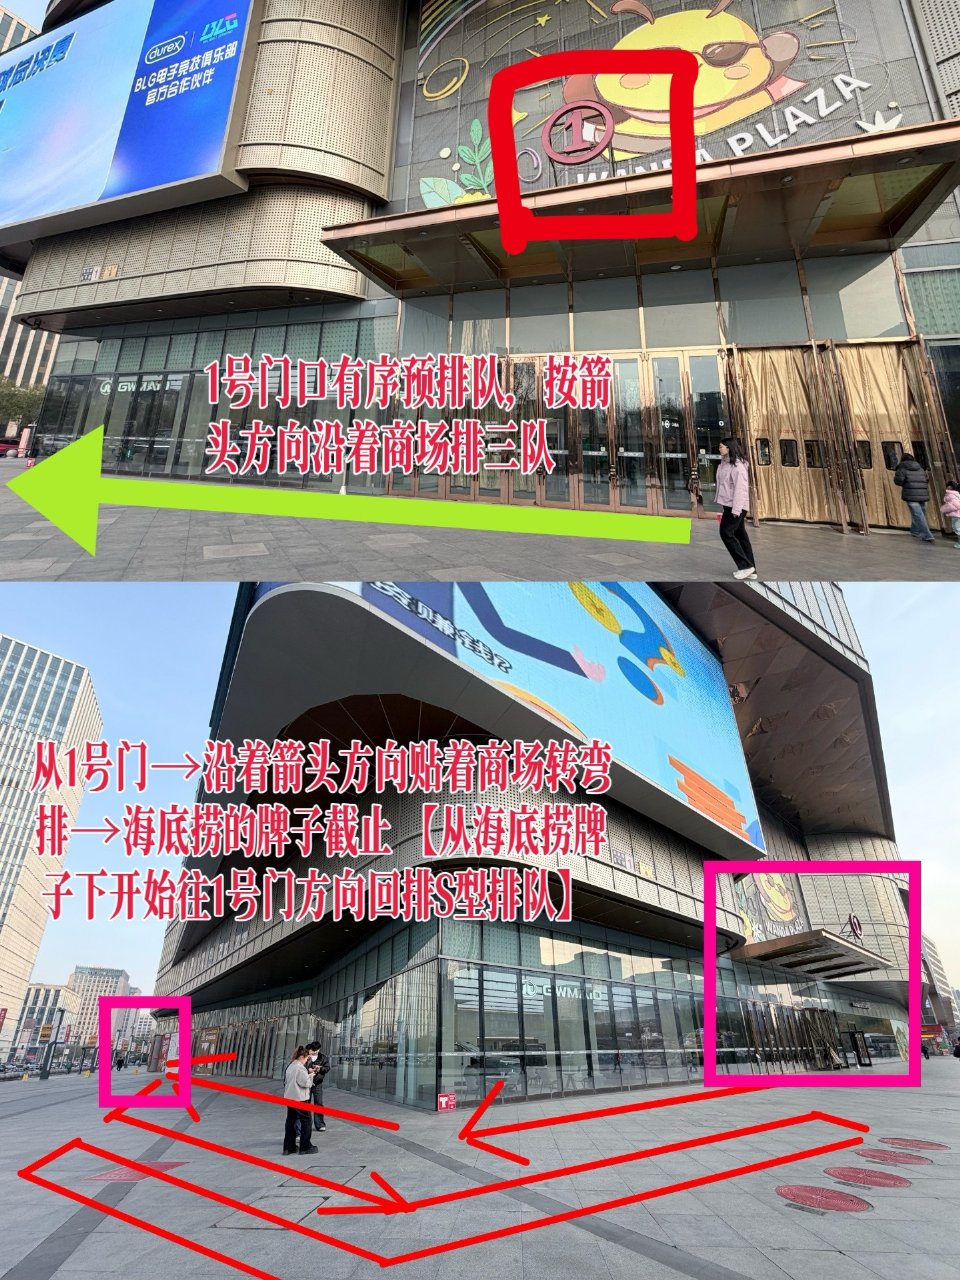 durex
BLG
BLG电子竞技俱乐部
官方合作伙伴
1
WANDA PLAZA
GWMAYD
1号门口有序预排队，按箭
头方向沿着商场排三队
从1号门→沿着箭头方向贴着商场转弯
排→海底捞的牌子截止【从海底捞牌
子下开始往1号门方向回排S型排队】
GWMAYD